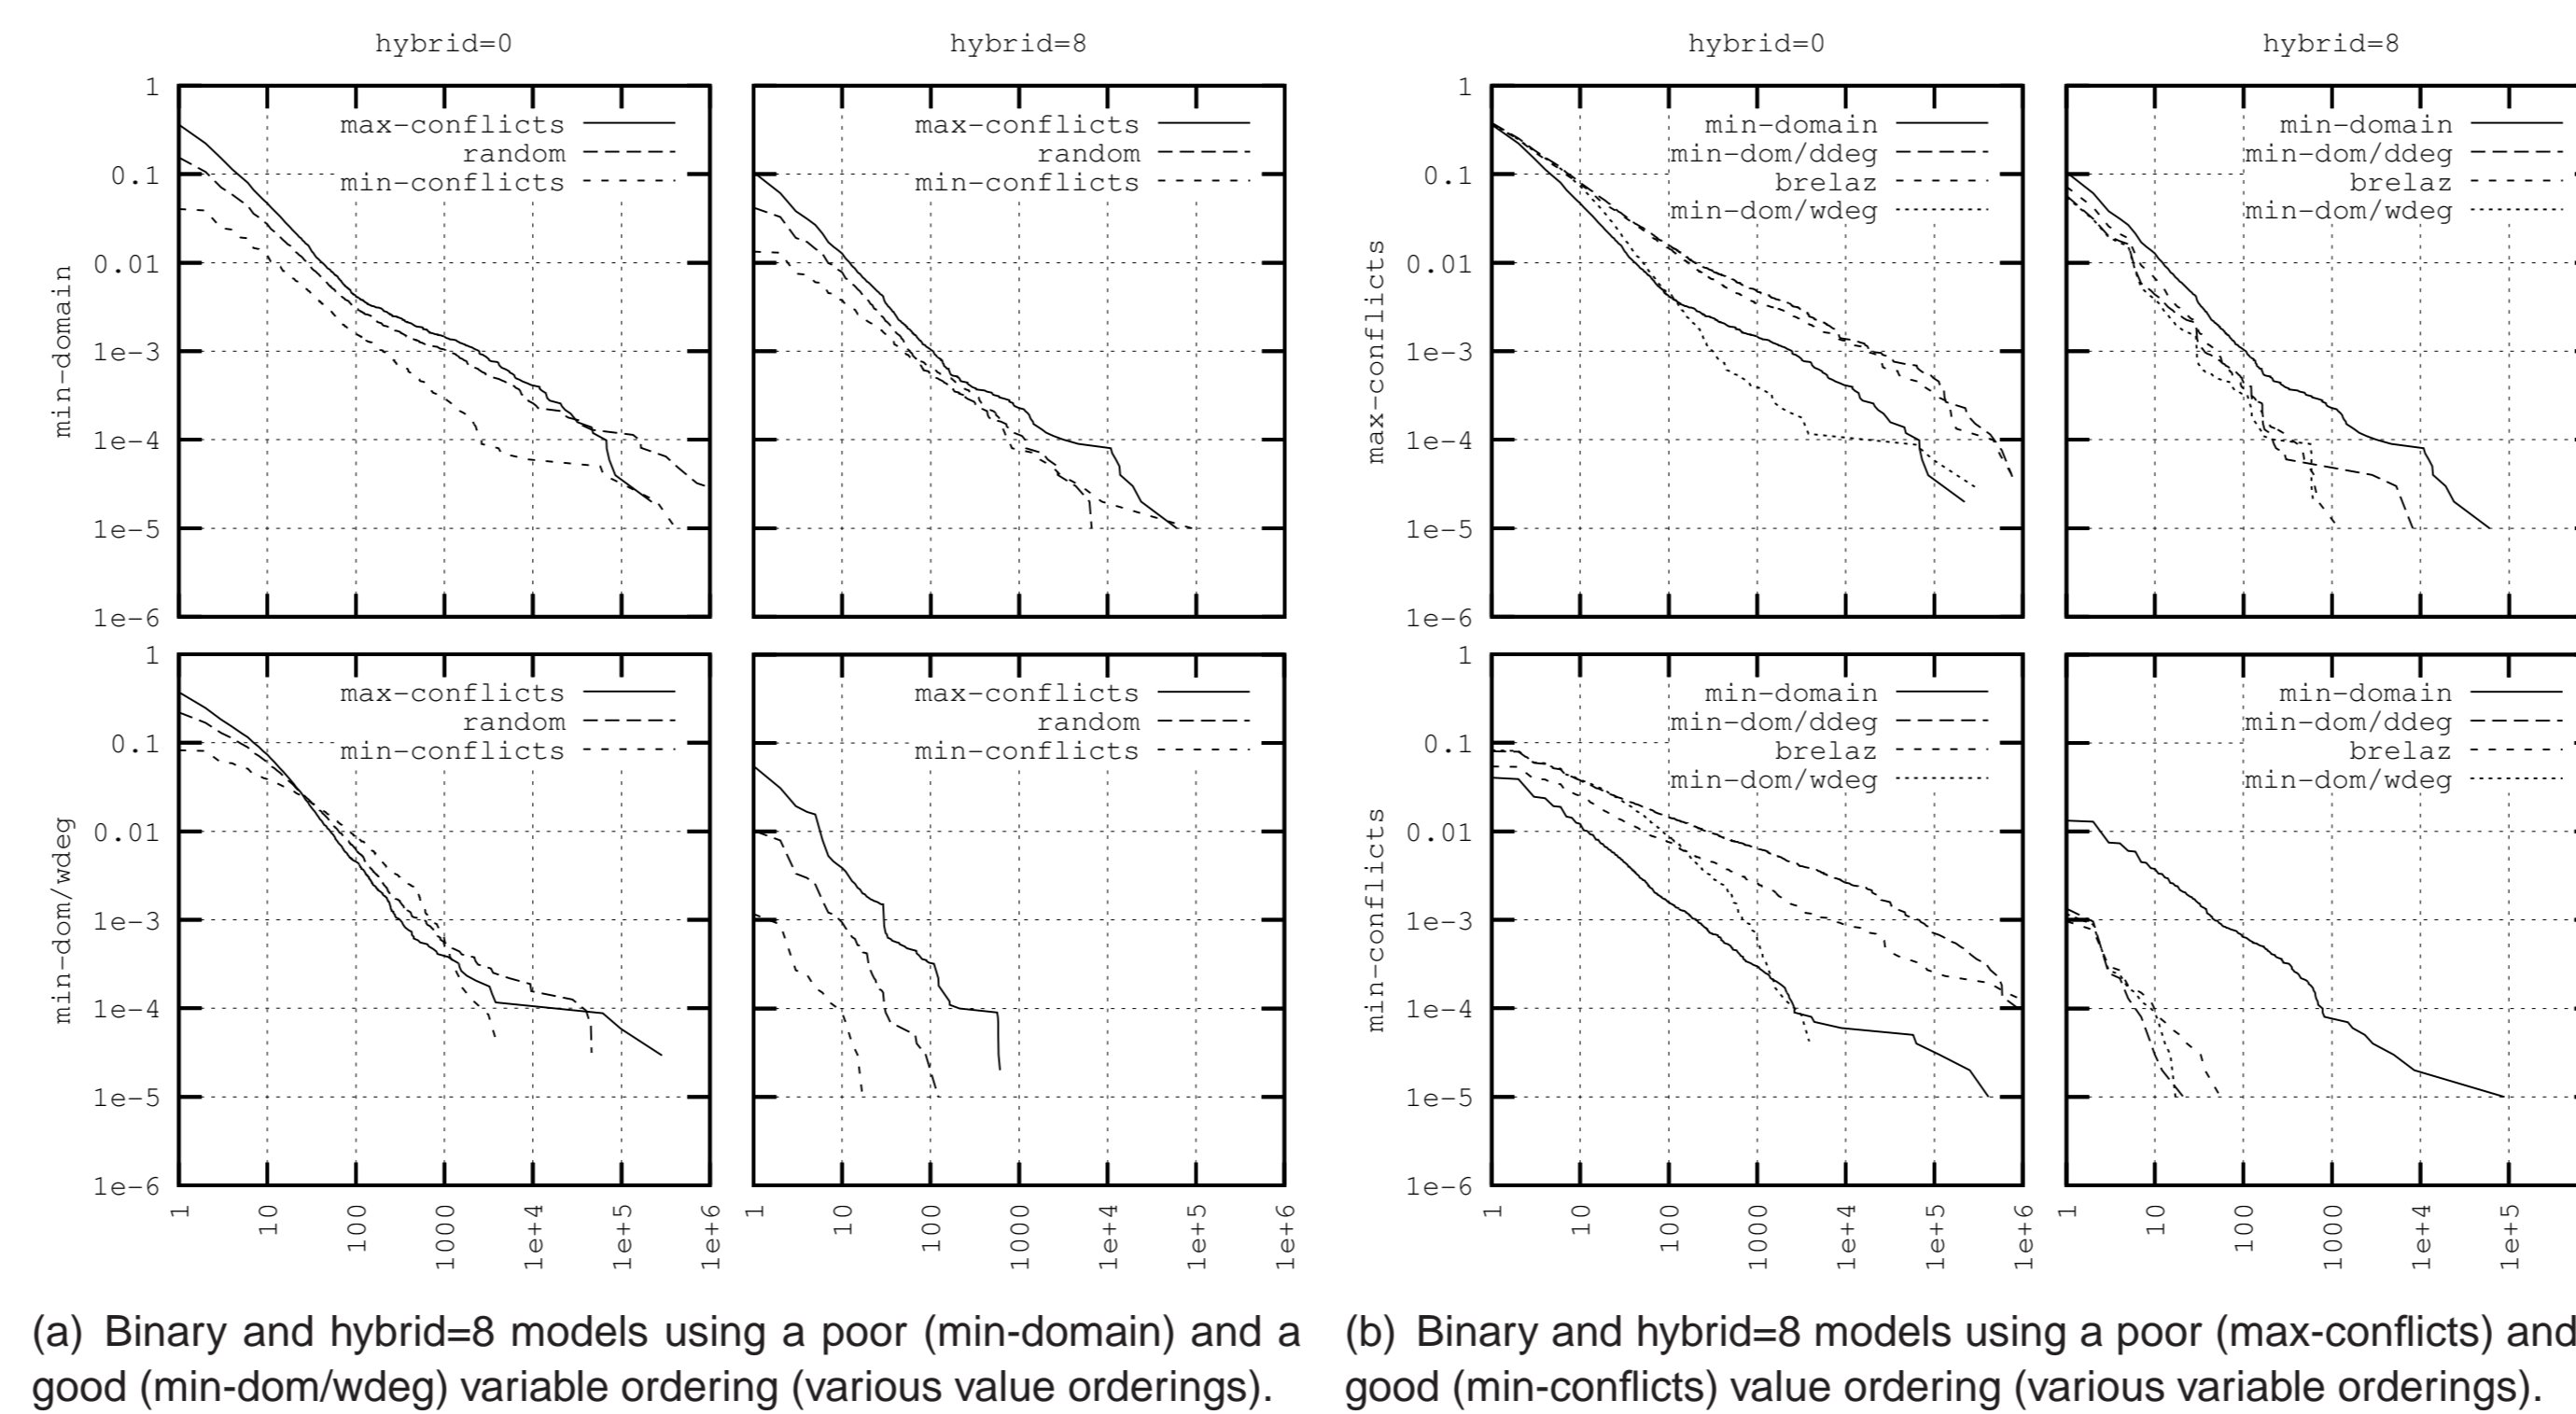 hybrid=0 hybrid=8
min-domain
1
0.1
0.01
1e-3
1e-4
1e-5
1e-6
max-conflicts
random
min-conflicts
max-conflicts
random
min-conflicts
min-dom/wdeg
1
0.1
0.01
1e-3
1e-4
1e-5
1e-6
max-conflicts
random
min-conflicts
max-conflicts
random
min-conflicts
1 10 100 1000 1e+4 1e+5 1e+6
1 10 100 1000 1e+4 1e+5 1e+6
(a) Binary and hybrid=8 models using a poor (min-domain) and a
good (min-dom/wdeg) variable ordering (various value orderings).
hybrid=0 hybrid=8
max-conflicts
1
0.1
0.01
1e-3
1e-4
1e-5
1e-6
min-domain
min-dom/ddeg
brelaz
min-dom/wdeg
min-domain
min-dom/ddeg
brelaz
min-dom/wdeg
min-conflicts
1
0.1
0.01
1e-3
1e-4
1e-5
1e-6
min-domain
min-dom/ddeg
brelaz
min-dom/wdeg
min-domain
min-dom/ddeg
brelaz
min-dom/wdeg
1 10 100 1000 1e+4 1e+5 1e+6
1 10 100 1000 1e+4 1e+5
(b) Binary and hybrid=8 models using a poor (max-conflicts) and
good (min-conflicts) value ordering (various variable orderings).